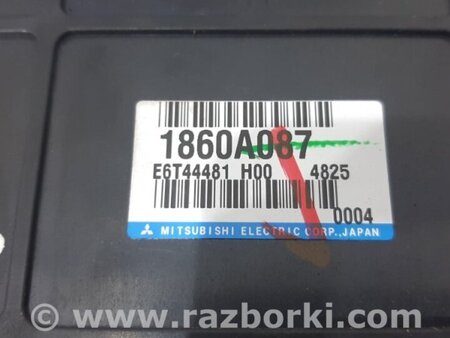 1860A087
E6T44481 H00 4825
0004
MITSUBISHI ELECTRIC CORP.,JAPAN
© www.razborki.com